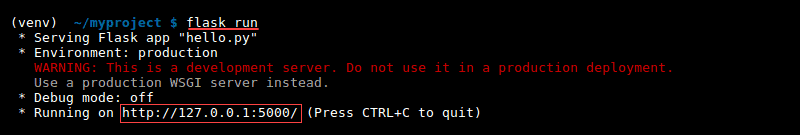 (venv) ~/myproject $ flask run
* Serving Flask app "hello.py"
* Environment: production
WARNING: This is a development server. Do not use it in a production deployment.
Use a production WSGI server instead.
* Debug mode: off
* Running on http://127.0.0.1:5000/ (Press CTRL+C to quit)